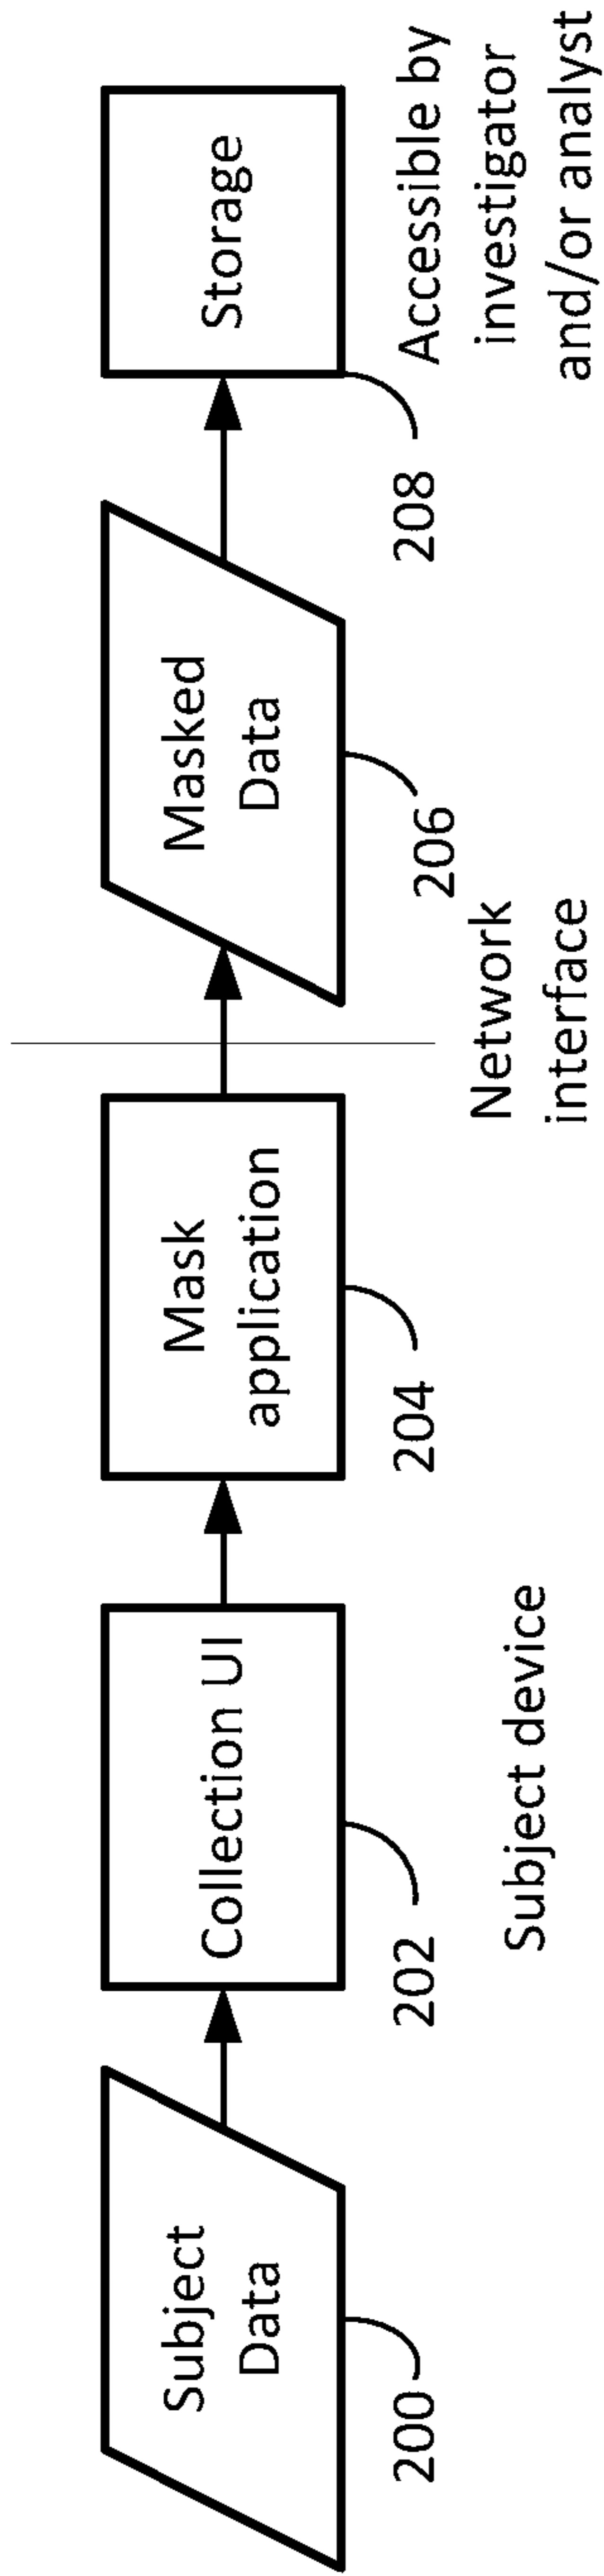 Subject
Data
200
Collection UI
202
Subject device
Mask
application
204
Network
interface
Masked
Data
206
Storage
208
Accessible by
investigator
and/or analyst